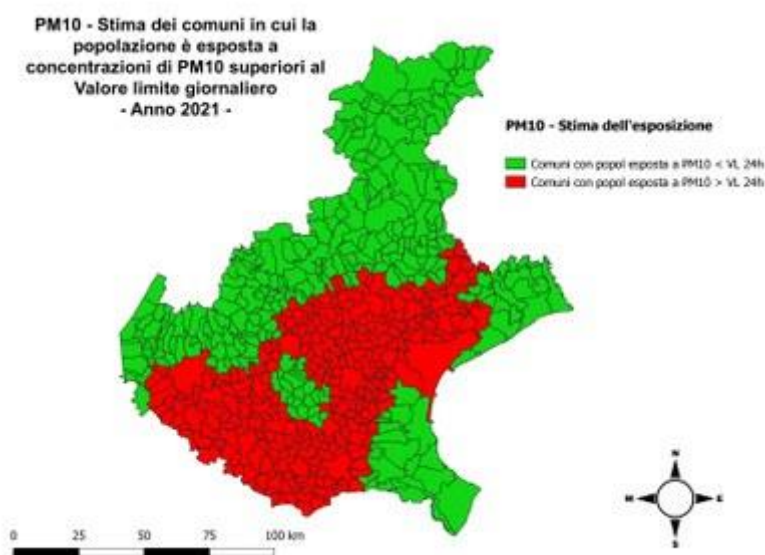 PM10 - Stima dei comuni in cui la
popolazione è esposta a
concentrazioni di PM10 superiori al
Valore limite giornaliero
- Anno 2021 -
PM10 - Stima dell'esposizione
Comuni con popol esposta a PM10 < VL 24h
Comuni con popol esposta a PM10 > VL 24h
N
W E
S
0 25 50 75 100 km